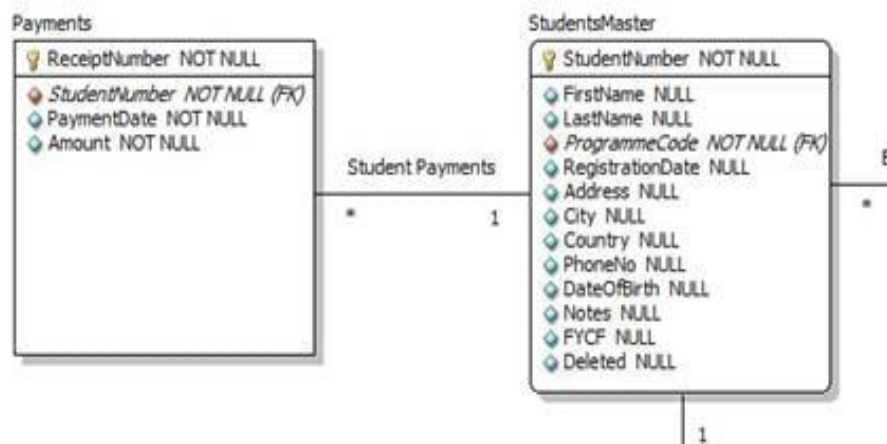 Payments
ReceiptNumber NOT NULL
StudentNumber NOT NULL (FK)
PaymentDate NOT NULL
Amount NOT NULL
Student Payments
*
1
StudentsMaster
StudentNumber NOT NULL
FirstName NULL
LastName NULL
ProgrammeCode NOT NULL (FK)
RegistrationDate NULL
Address NULL
City NULL
Country NULL
PhoneNo NULL
DateOfBirth NULL
Notes NULL
FYCF NULL
Deleted NULL
*
1